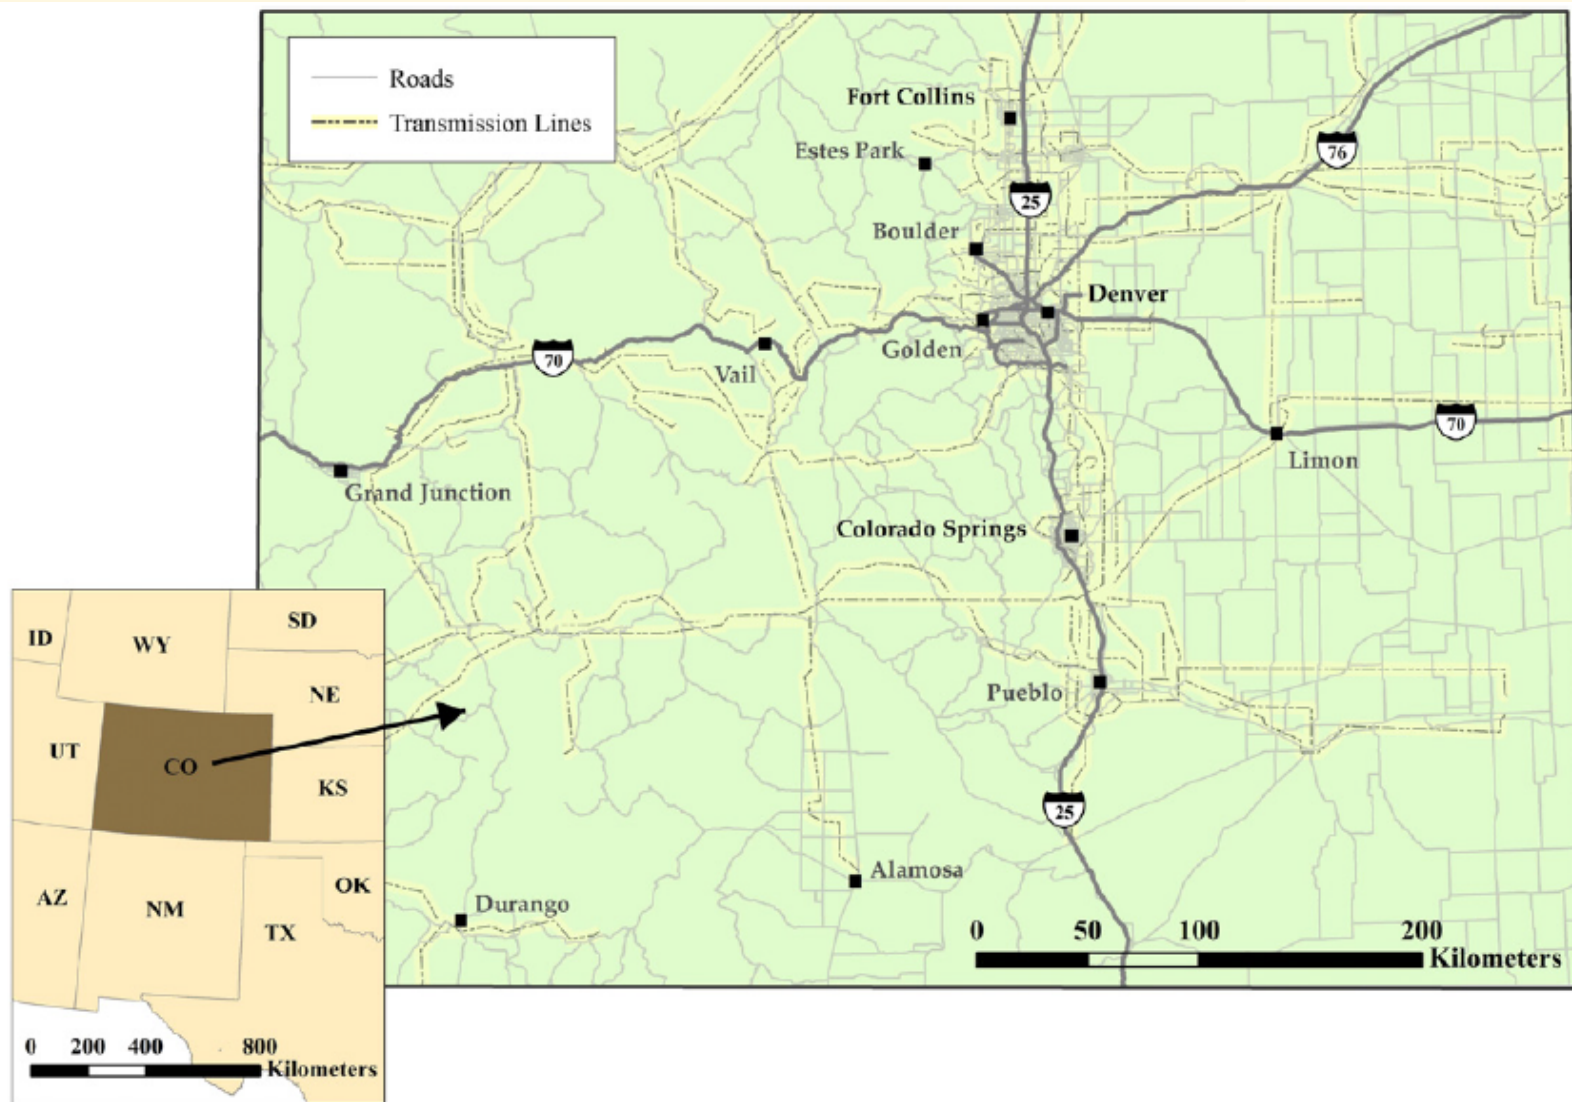 Roads
Transmission Lines
Fort Collins
Estes Park
76
25
Boulder
Denver
Golden
70
Vail
70
Limon
Grand Junction
Colorado Springs
Pueblo
25
Alamosa
Durango
0 50 100 200
Kilometers
ID
WY
SD
NE
UT
CO
KS
AZ
NM
OK
TX
0 200 400 800
Kilometers